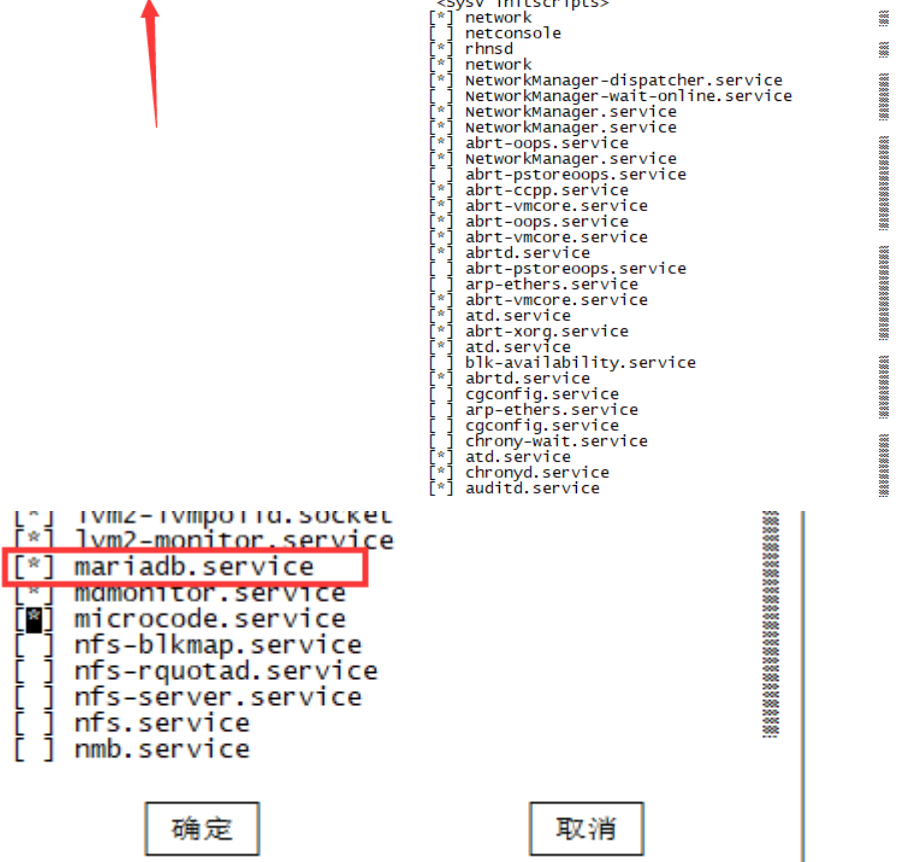 <SysV initscripts>
[*] network
[ ] netconsole
[*] rhnsd
[*] network
[*] NetworkManager-dispatcher.service
[ ] NetworkManager-wait-online.service
[*] NetworkManager.service
[*] NetworkManager.service
[*] abrt-oops.service
[*] NetworkManager.service
[ ] abrt-pstoreoops.service
[*] abrt-ccpp.service
[*] abrt-vmcore.service
[*] abrt-oops.service
[*] abrt-vmcore.service
[*] abrtd.service
[ ] abrt-pstoreoops.service
[ ] arp-ethers.service
[*] abrt-vmcore.service
[*] atd.service
[*] abrt-xorg.service
[*] atd.service
[ ] blk-availability.service
[*] abrtd.service
[ ] cgconfig.service
[ ] arp-ethers.service
[ ] cgconfig.service
[ ] chrony-wait.service
[*] atd.service
[*] chronyd.service
[*] auditd.service
[*] lvm2-lvmpolld.socket
[*] lvm2-monitor.service
[*] mariadb.service
[*] mdmonitor.service
[*] microcode.service
[ ] nfs-blkmap.service
[ ] nfs-rquotad.service
[ ] nfs-server.service
[ ] nfs.service
[ ] nmb.service
确定 取消